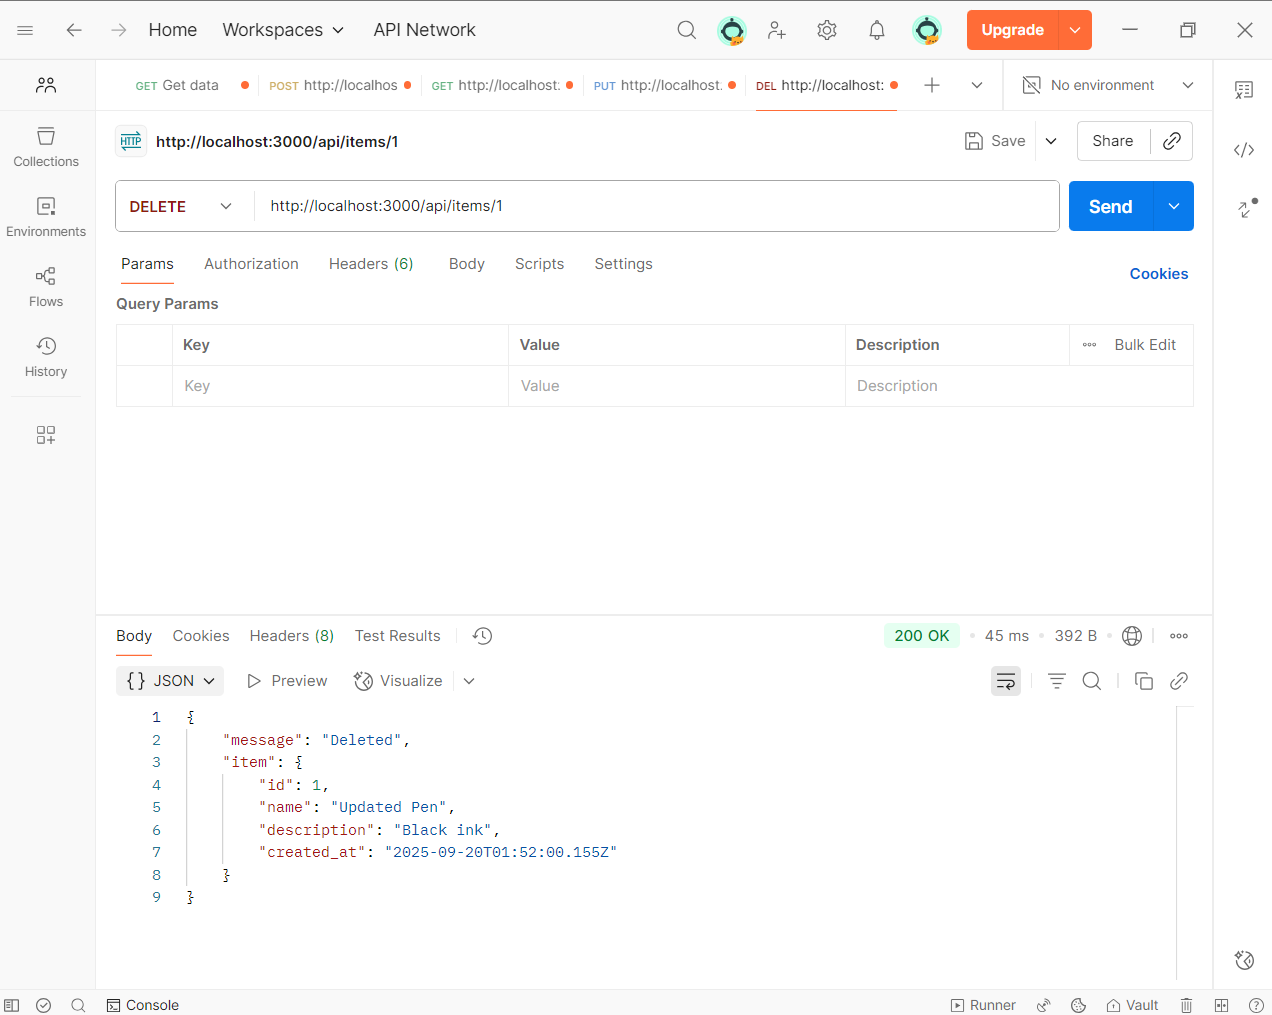 Home Workspaces API Network Upgrade
GET Get data POST http://localhos GET http://localhost: PUT http://localhost. DEL http://localhost: No environment
HTTP http://localhost:3000/api/items/1 Save Share
Collections
DELETE http://localhost:3000/api/items/1 Send
Environments
Params Authorization Headers (6) Body Scripts Settings Cookies
Flows
Query Params
Key Value Description Bulk Edit
History
Key Value Description
Body Cookies Headers (8) Test Results 200 OK 45 ms 392 B
{} JSON Preview Visualize
1 {
2 "message": "Deleted",
3 "item": {
4 "id": 1,
5 "name": "Updated Pen",
6 "description": "Black ink",
7 "created_at": "2025-09-20T01:52:00.155Z"
8 }
9 }
Console Runner Vault